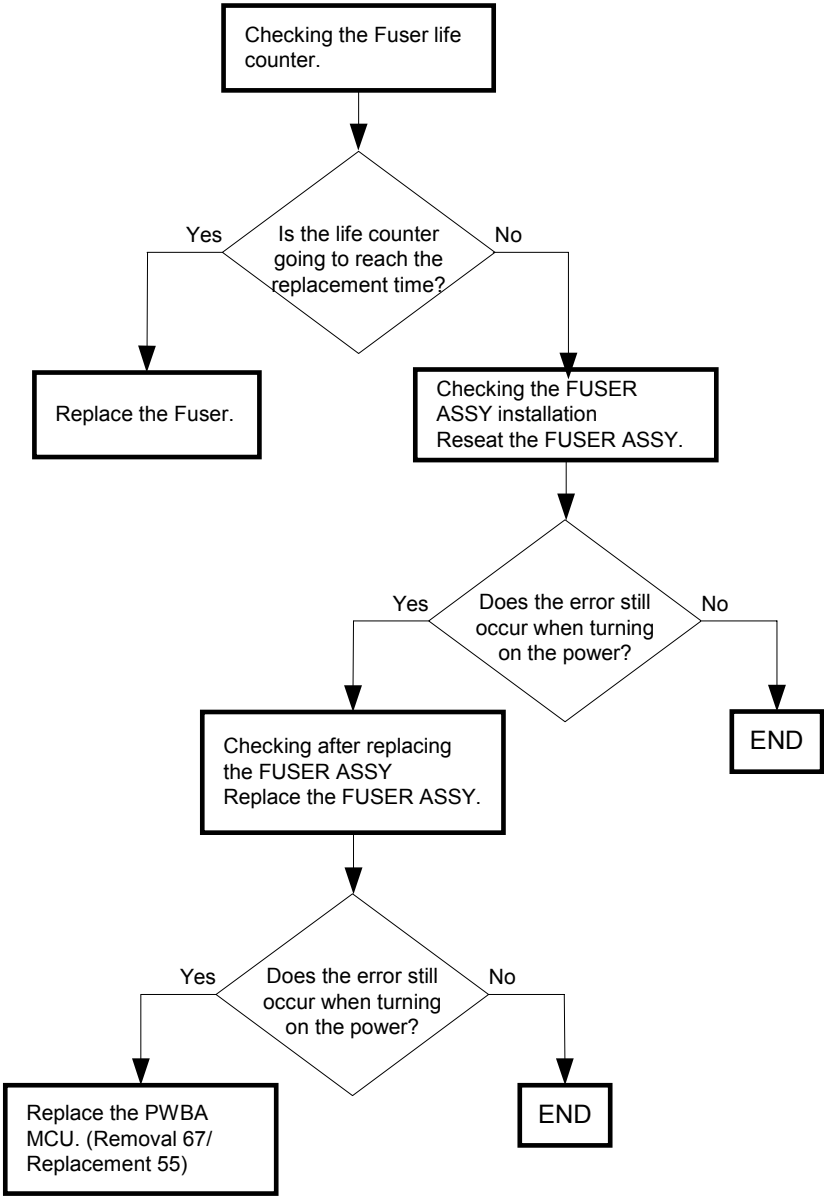 Checking the Fuser life
counter.
Yes
Is the life counter
going to reach the
replacement time?
No
Replace the Fuser.
Checking the FUSER
ASSY installation
Reseat the FUSER ASSY.
Yes
Does the error still
occur when turning
on the power?
No
Checking after replacing
the FUSER ASSY
Replace the FUSER ASSY.
END
Yes
Does the error still
occur when turning
on the power?
No
Replace the PWBA
MCU. (Removal 67/
Replacement 55)
END